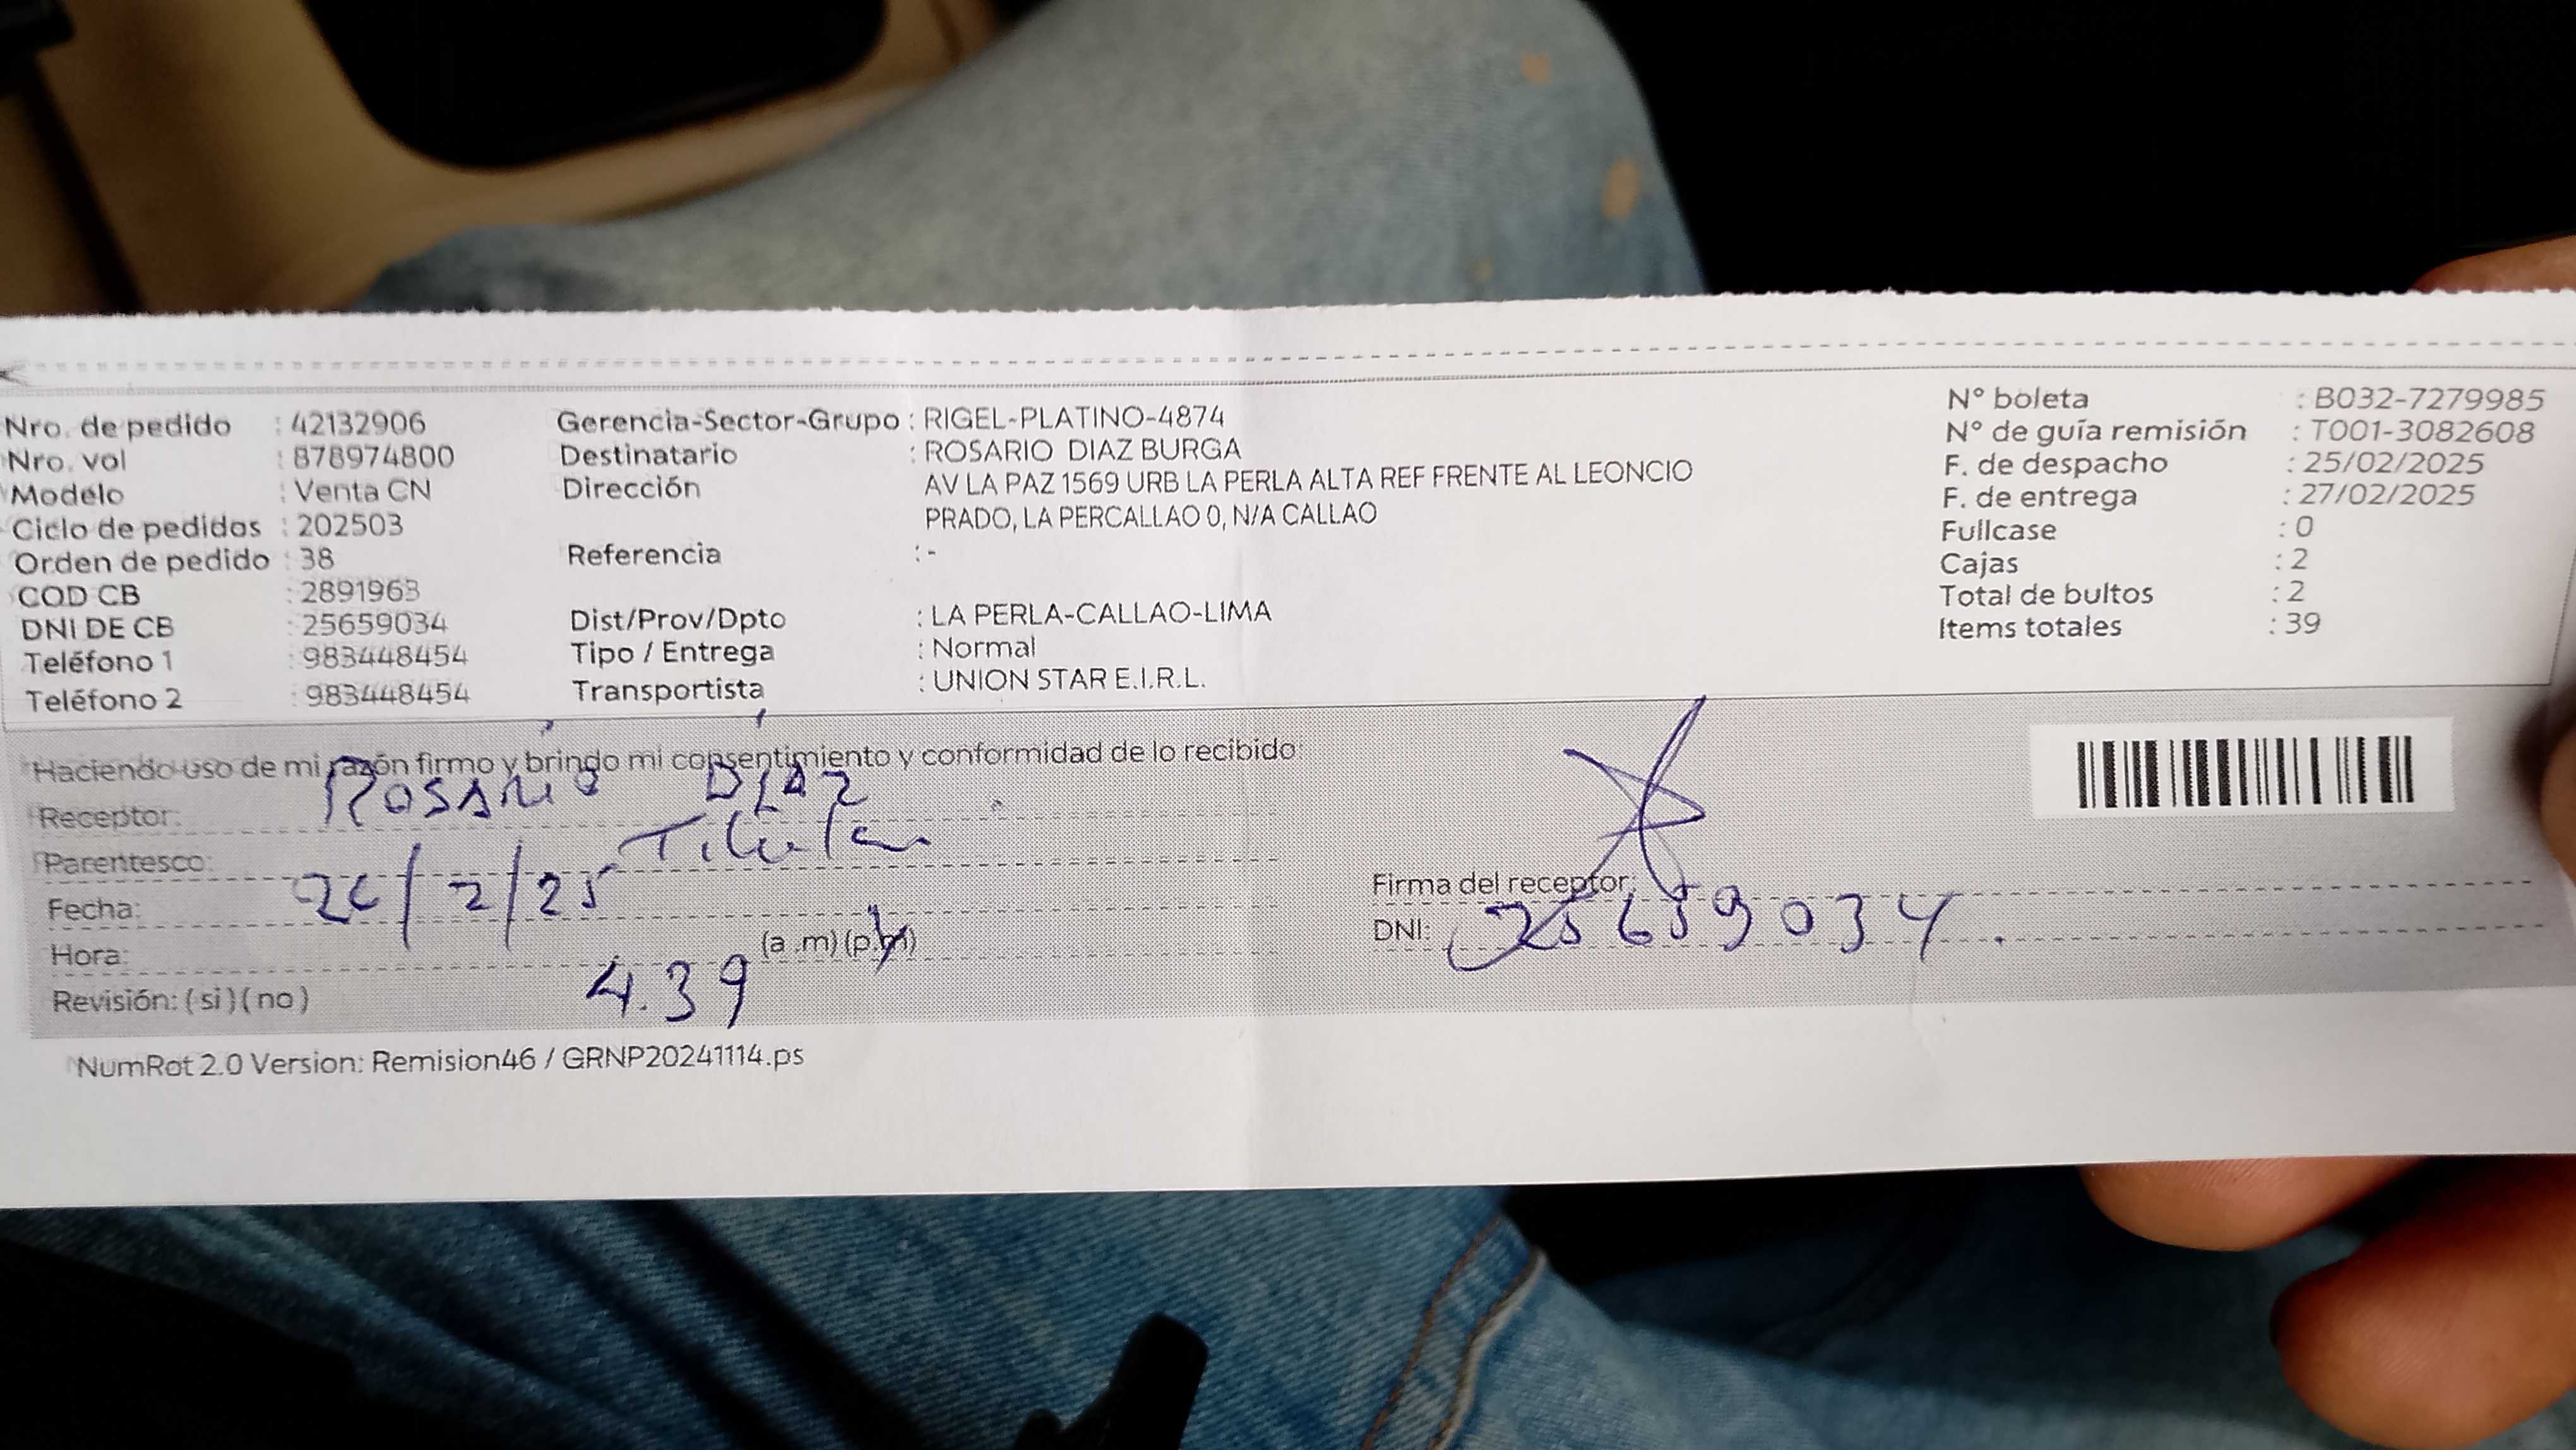 Nro. de pedido : 42132906
Nro. vol : 878974800
Modelo : Venta CN
Ciclo de pedidos : 202503
Orden de pedido : 38
COD CB : 2891963
DNI DE CB : 25659034
Teléfono 1 : 983448454
Teléfono 2 : 983448454
Gerencia-Sector-Grupo : RIGEL-PLATINO-4874
Destinatario : ROSARIO DIAZ BURGA
Dirección AV LA PAZ 1569 URB LA PERLA ALTA REF FRENTE AL LEONCIO
PRADO, LA PERCALLAO 0, N/A CALLAO
Referencia : -
Dist/Prov/Dpto : LA PERLA-CALLAO-LIMA
Tipo / Entrega : Normal
Transportista : UNION STAR E.I.R.L.
N° boleta : B032-7279985
N° de guía remisión : T001-3082608
F. de despacho : 25/02/2025
F. de entrega : 27/02/2025
Fullcase : 0
Cajas : 2
Total de bultos : 2
Items totales : 39
Haciendo uso de mi razón firmo y brindo mi consentimiento y conformidad de lo recibido:
Receptor: Rosario DIAZ
Parentesco: Titular
Fecha: 26/2/25
Hora: 4.39 (a.m) (p.m)
Revisión: (si) (no)
Firma del receptor:
DNI: 25659034.
NumRot 2.0 Version: Remision46 / GRNP20241114.ps